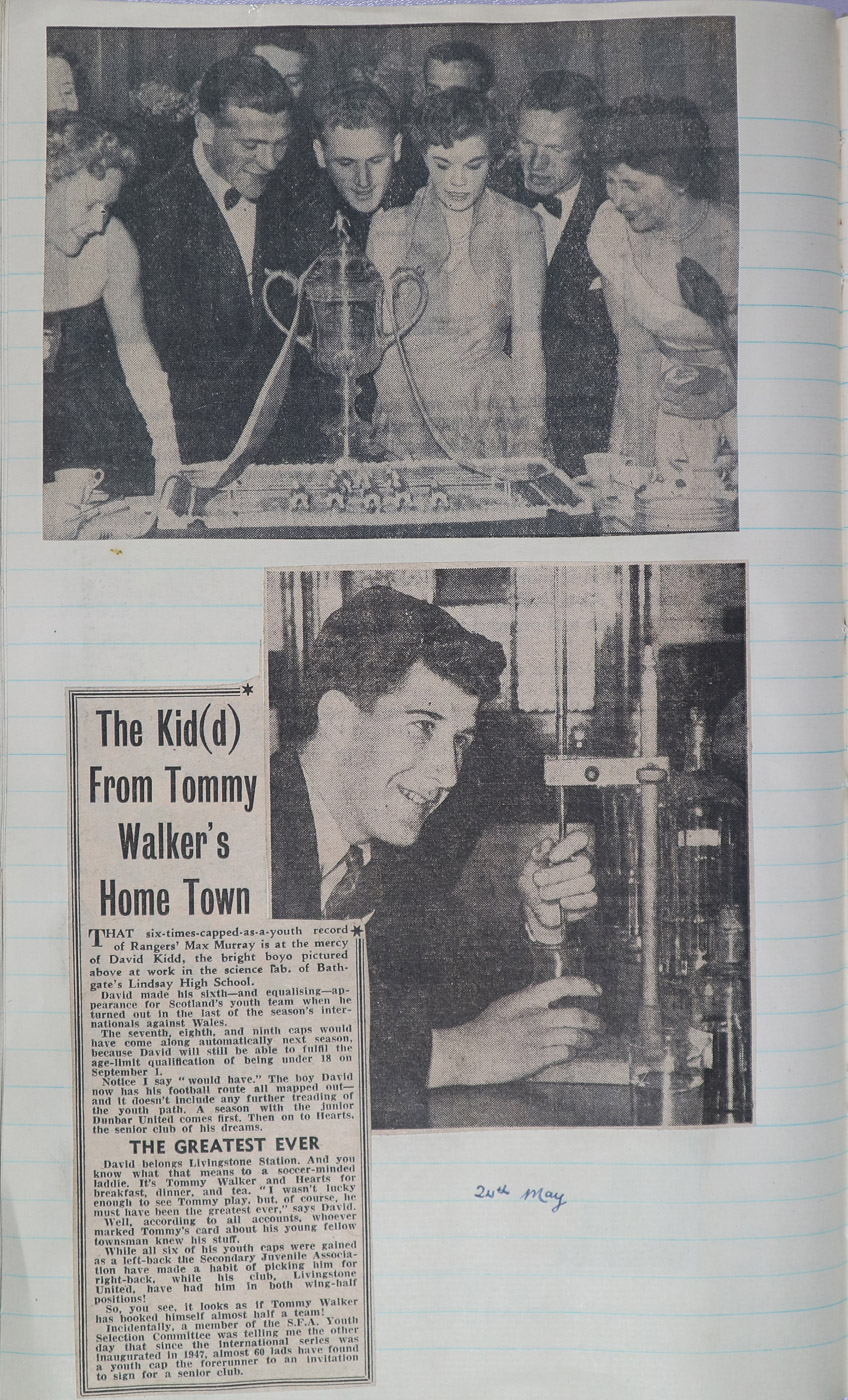 The Kid(d)
From Tommy
Walker's
Home Town
THAT six-times-capped-as-a-youth record
of Rangers' Max Murray is at the mercy
of David Kidd, the bright boyo pictured
above at work in the science lab. of Bath-
gate's Lindsay High School.
David made his sixth—and equalising—ap-
pearance for Scotland's youth team when he
turned out in the last of the season's inter-
nationals against Wales.
The seventh, eighth, and ninth caps would
have come along automatically next season,
because David will still be able to fulfil the
age-limit qualification of being under 18 on
September 1.
Notice I say "would have." The boy David
now has his football route all mapped out—
and it doesn't include any further treading of
the youth path. A season with the junior
Dunbar United comes first. Then on to Hearts,
the senior club of his dreams.
THE GREATEST EVER
David belongs Livingstone Station. And you
know what that means to a soccer-minded
laddie. It's Tommy Walker and Hearts for
breakfast, dinner, and tea. "I wasn't lucky
enough to see Tommy play, but, of course, he
must have been the greatest ever," says David.
Well, according to all accounts, whoever
marked Tommy's card about his young fellow
townsman knew his stuff.
While all six of his youth caps were gained
as a left-back the Secondary Juvenile Associa-
tion have made a habit of picking him for
right-back, while his club, Livingstone
United, have had him in both wing-half
positions!
So, you see, it looks as if Tommy Walker
has booked himself almost half a team!
Incidentally, a member of the S.F.A. Youth
Selection Committee was telling me the other
day that since the international series was
inaugurated in 1947, almost 60 lads have found
a youth cap the forerunner to an invitation
to sign for a senior club.
May